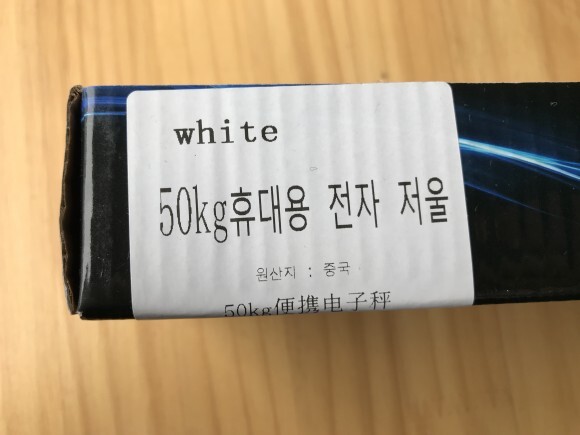 white
50kg휴대용 전자 저울
원산지 : 중국
50kg便携电子秤